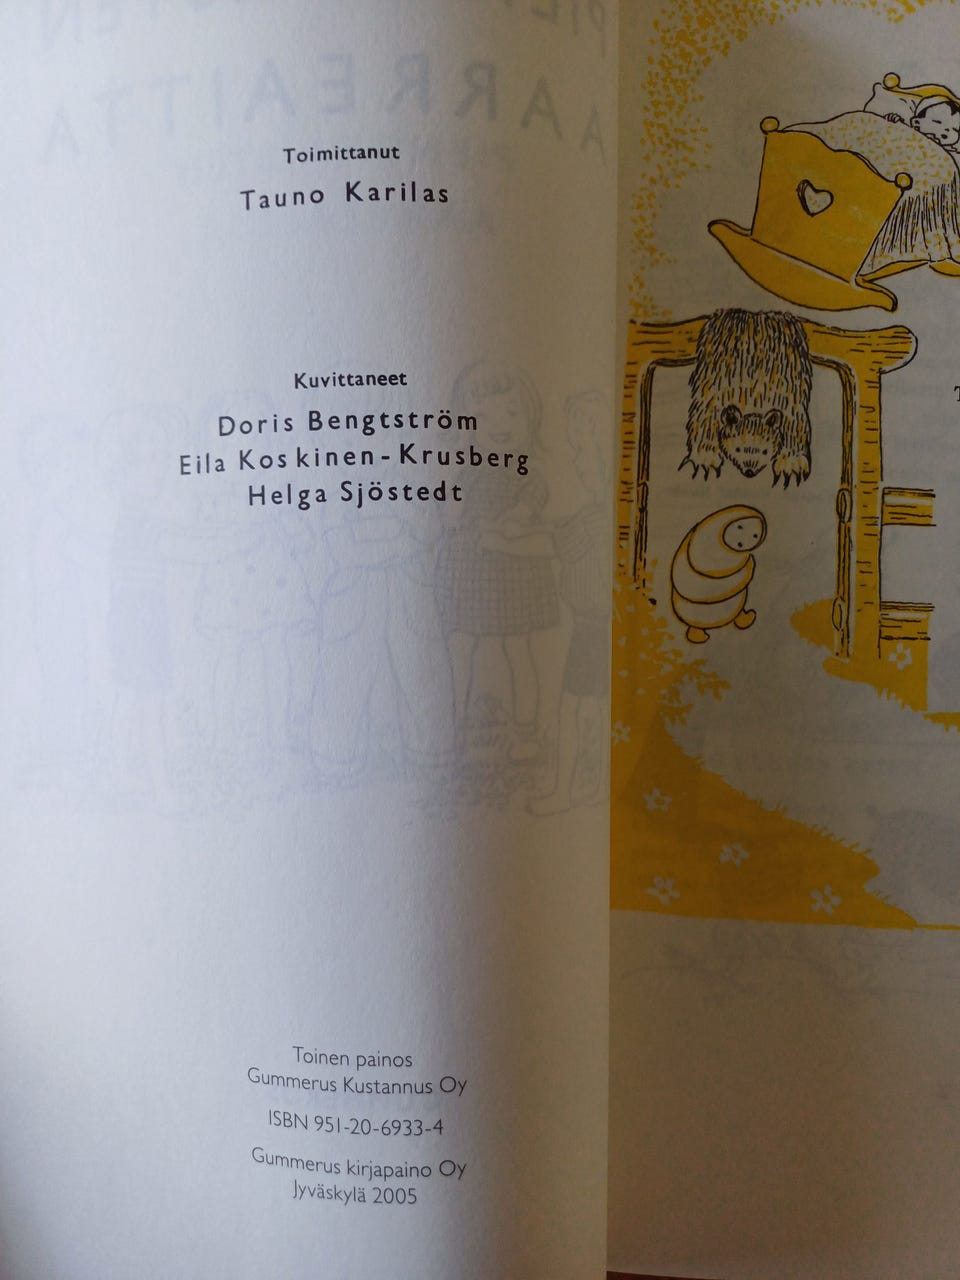 Toimittanut
Tauno Karilas
Kuvittaneet
Doris Bengtström
Eila Koskinen-Krusberg
Helga Sjöstedt
Toinen painos
Gummerus Kustannus Oy
ISBN 951-20-6933-4
Gummerus kirjapaino Oy
Jyväskylä 2005